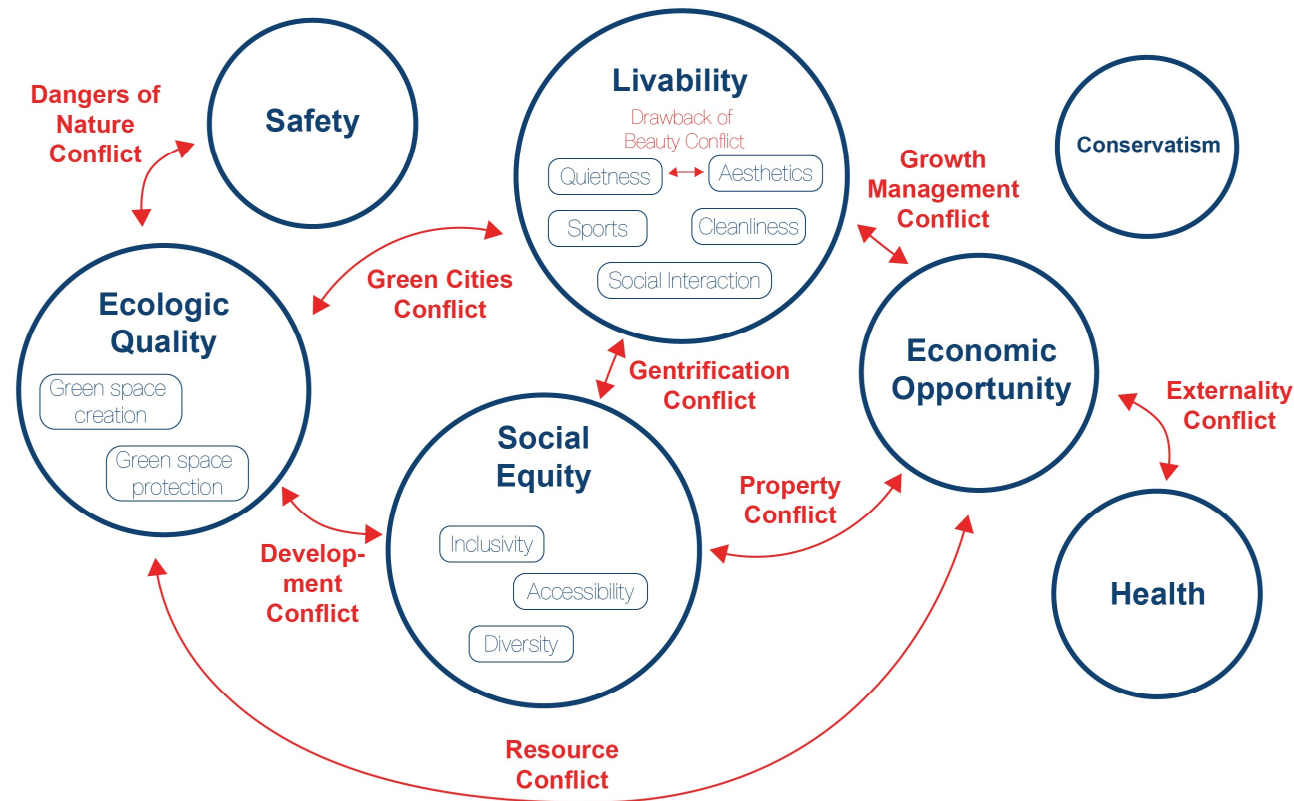 Dangers of
Nature
Conflict
Safety
Livability
Drawback of
Beauty Conflict
Quietness
Aesthetics
Sports
Cleanliness
Social Interaction
Growth
Management
Conflict
Conservatism
Green Cities
Conflict
Ecologic
Quality
Green space
creation
Green space
protection
Gentrification
Conflict
Economic
Opportunity
Externality
Conflict
Social
Equity
Inclusivity
Accessibility
Diversity
Property
Conflict
Develop-
ment
Conflict
Health
Resource
Conflict